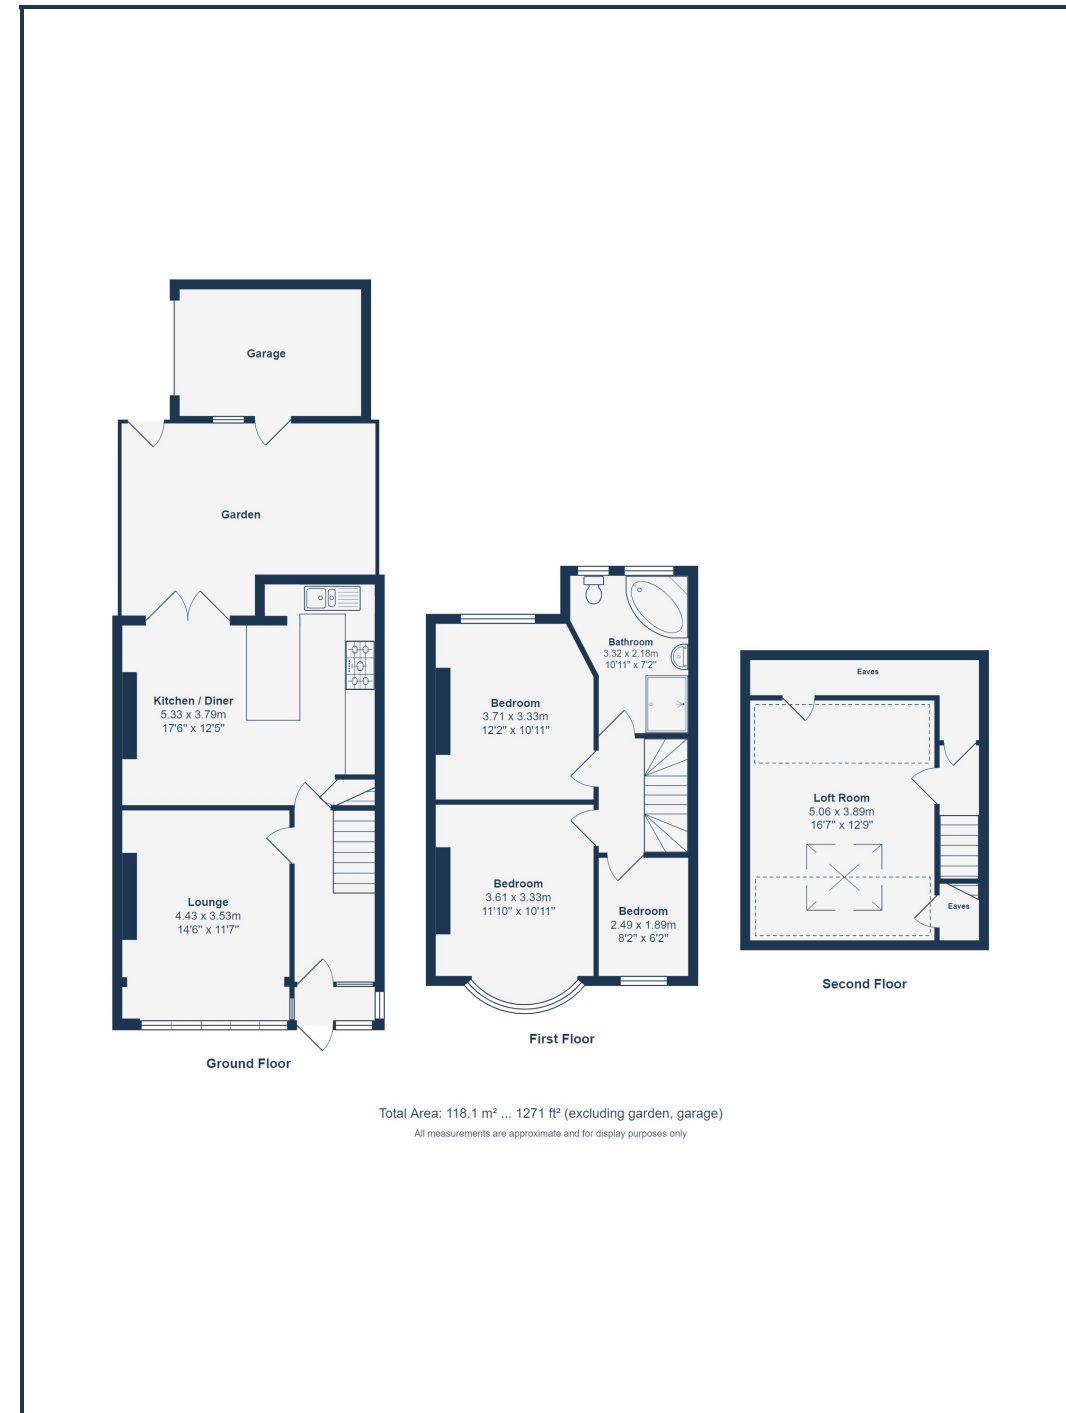 Garage
Garden
Kitchen / Diner
5.33 x 3.79m
17'6" x 12'5"
Lounge
4.43 x 3.53m
14'6" x 11'7"
Ground Floor
Bathroom
3.32 x 2.18m
10'11" x 7'2"
Bedroom
3.71 x 3.33m
12'2" x 10'11"
Bedroom
3.61 x 3.33m
11'10" x 10'11"
Bedroom
2.49 x 1.89m
8'2" x 6'2"
First Floor
Eaves
Loft Room
5.06 x 3.89m
16'7" x 12'9"
Eaves
Second Floor
Total Area: 118.1 m² ... 1271 ft² (excluding garden, garage)
All measurements are approximate and for display purposes only